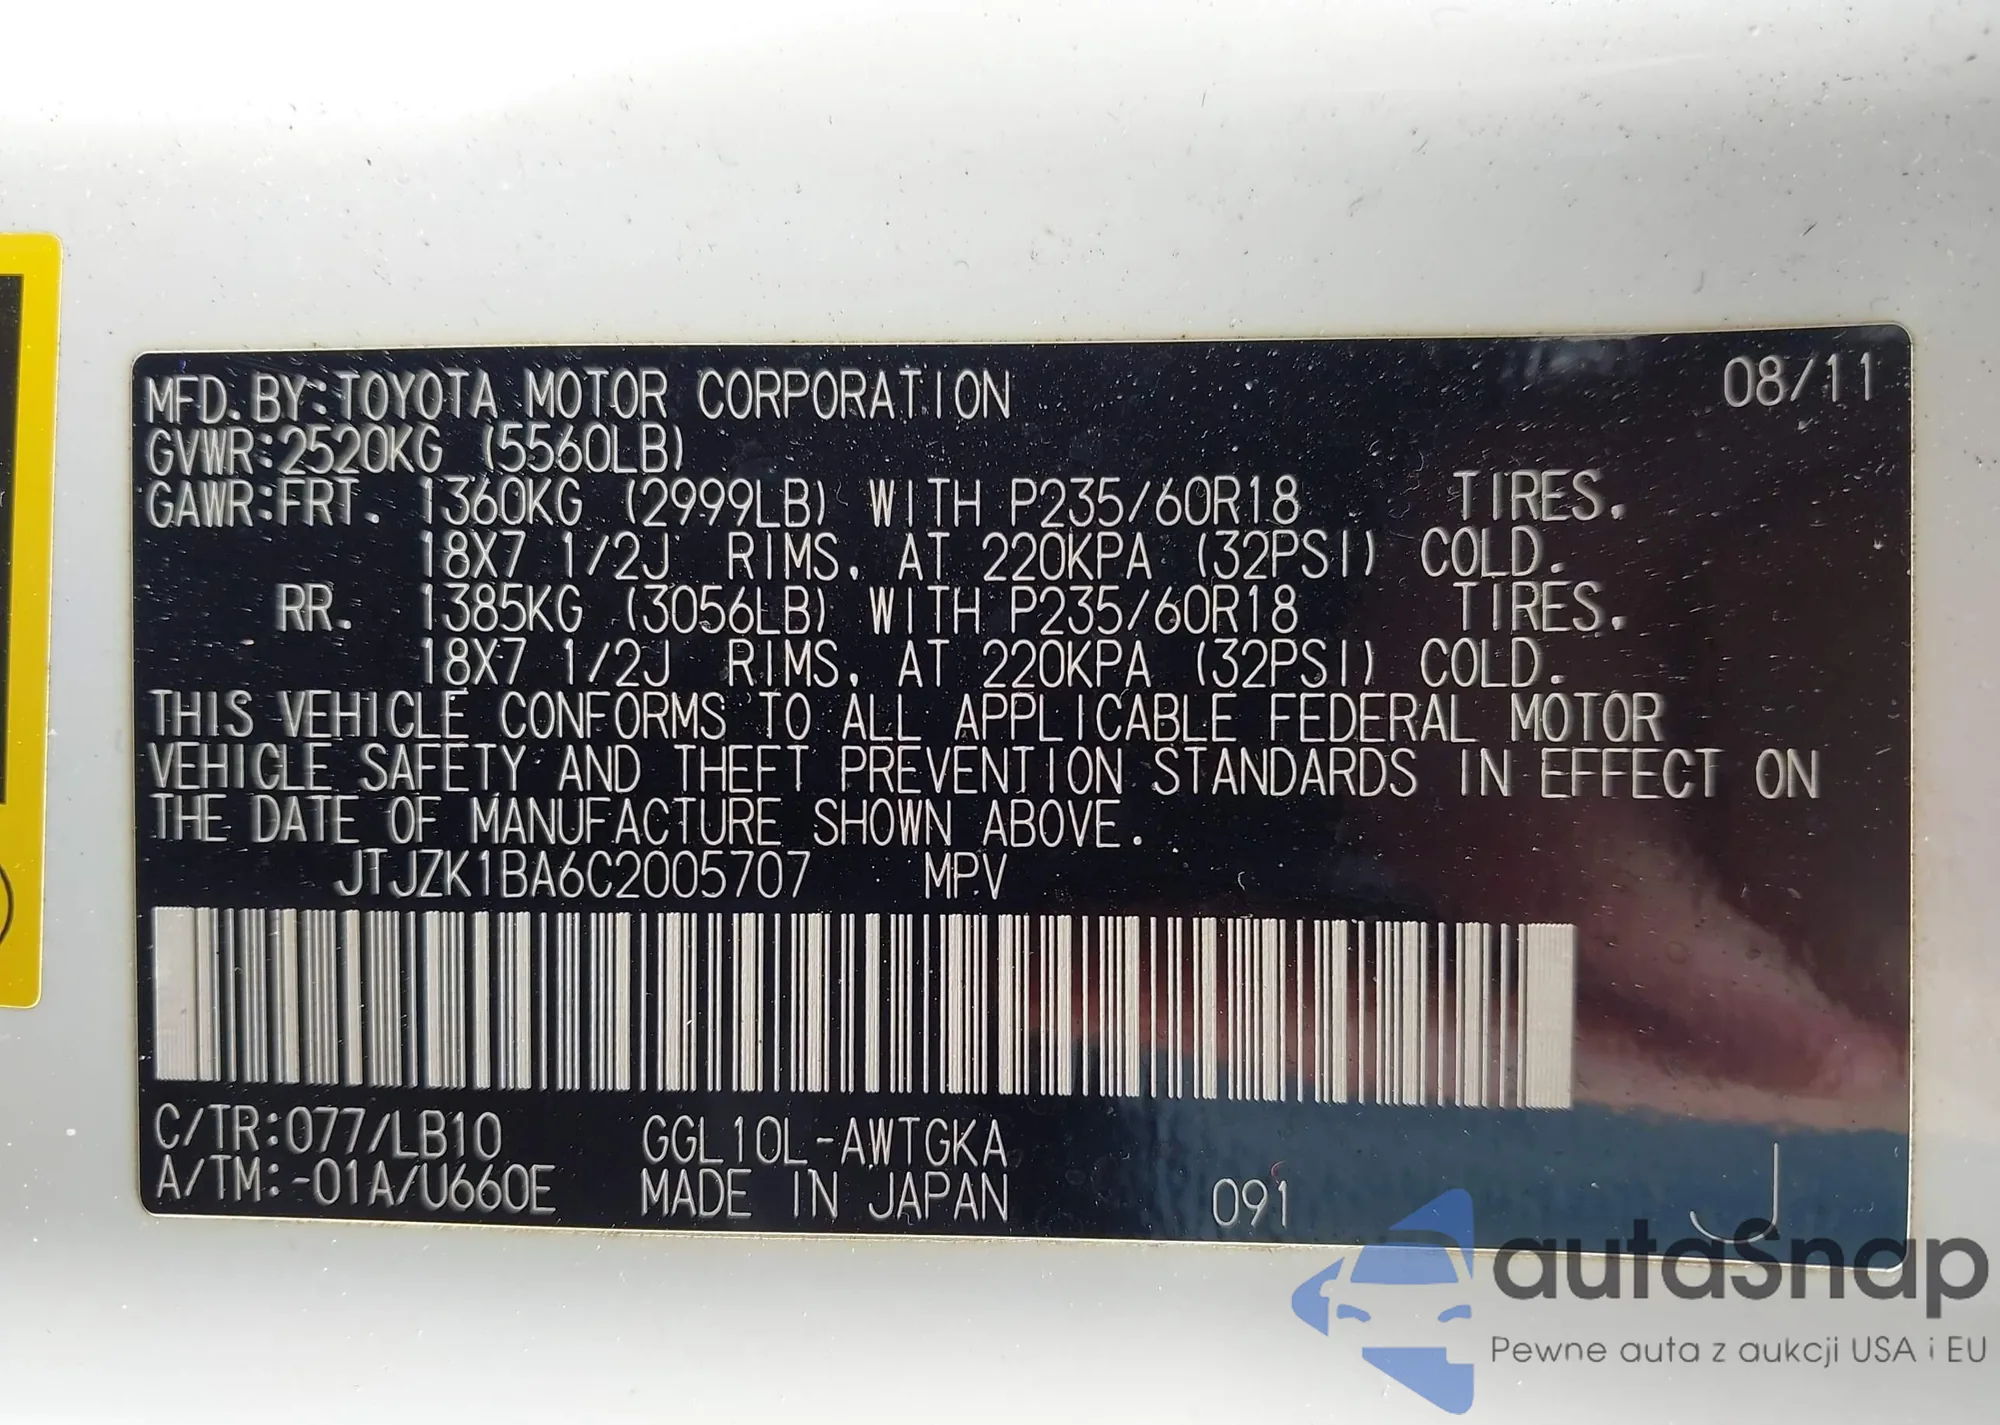 MFD. BY: TOYOTA MOTOR CORPORATION 08/11
GVWR: 2520KG (5560LB)
GAWR: FRT. 1360KG (2999LB) WITH P235/60R18 TIRES.
18X7 1/2J RIMS, AT 220KPA (32PSI) COLD.
RR. 1385KG (3056LB) WITH P235/60R18 TIRES.
18X7 1/2J RIMS, AT 220KPA (32PSI) COLD.
THIS VEHICLE CONFORMS TO ALL APPLICABLE FEDERAL MOTOR
VEHICLE SAFETY AND THEFT PREVENTION STANDARDS IN EFFECT ON
THE DATE OF MANUFACTURE SHOWN ABOVE.
JTJZK1BA6C2005707 MPV
C/TR: 077/LB10 GGL10L-AWTGKA
A/TM: -01A/U660E MADE IN JAPAN 091 J
autaSnap
Pewne auta z aukcji USA i EU